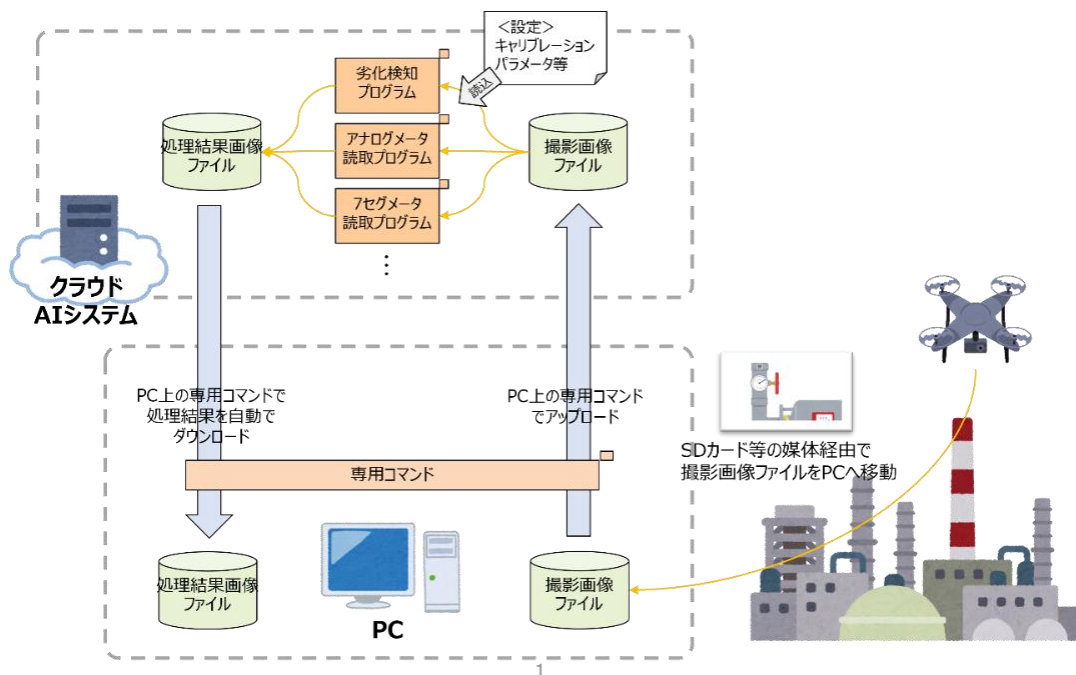 <設定>
キャリブレーション
パラメータ等
読込
劣化検知
プログラム
処理結果画像
ファイル
アナログメータ
読取プログラム
撮影画像
ファイル
7セグメータ
読取プログラム
⋮
クラウド
AIシステム
PC上の専用コマンドで
処理結果を自動で
ダウンロード
PC上の専用コマンド
でアップロード
SDカード等の媒体経由で
撮影画像ファイルをPCへ移動
専用コマンド
処理結果画像
ファイル
撮影画像
ファイル
PC
1